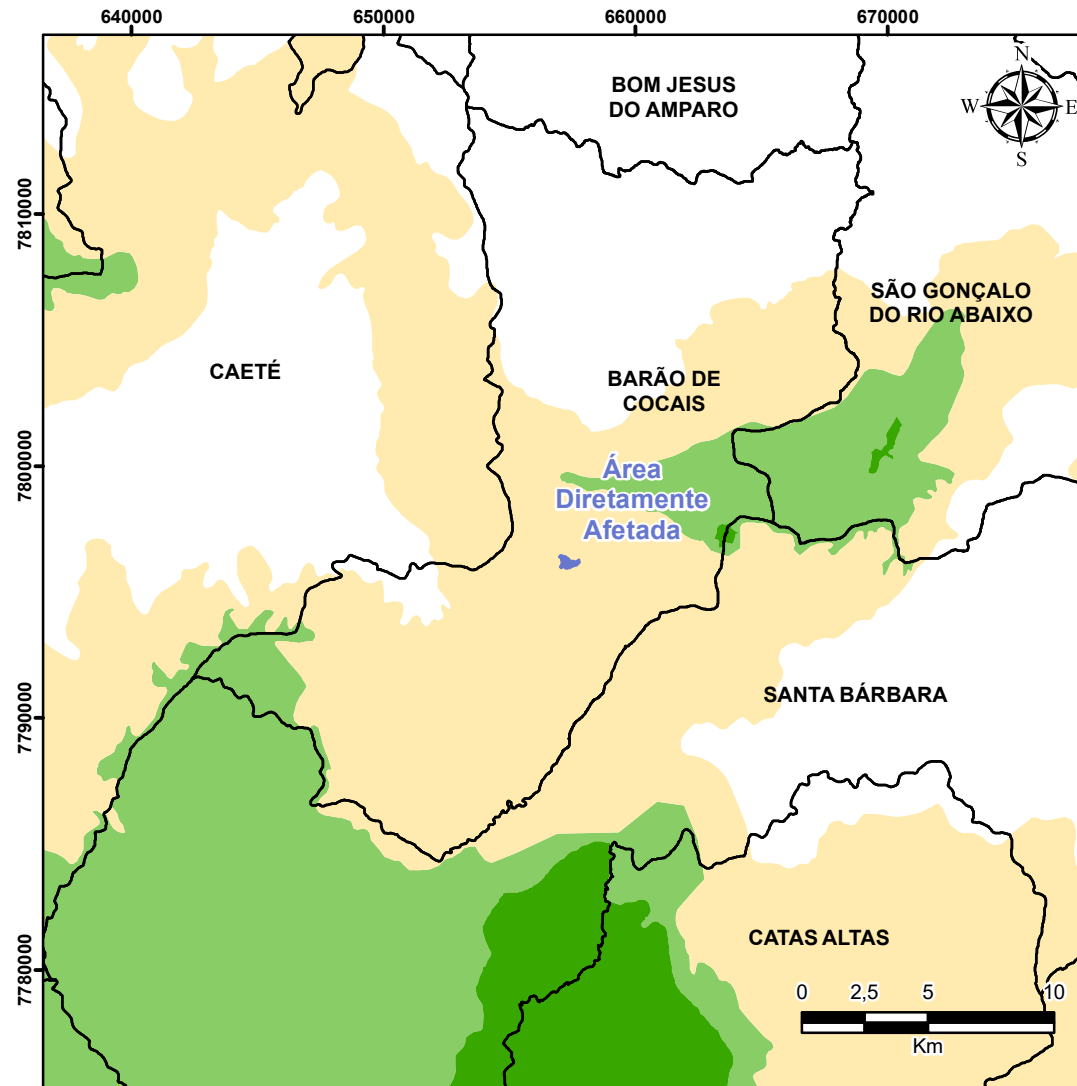 640000
650000
660000
670000
7810000
7800000
7790000
7780000
N
W
E
S
BOM JESUS
DO AMPARO
SÃO GONÇALO
DO RIO ABAIXO
CAETÉ
BARÃO DE
COCAIS
Área
Diretamente
Afetada
SANTA BÁRBARA
CATAS ALTAS
0
2,5
5
10
Km